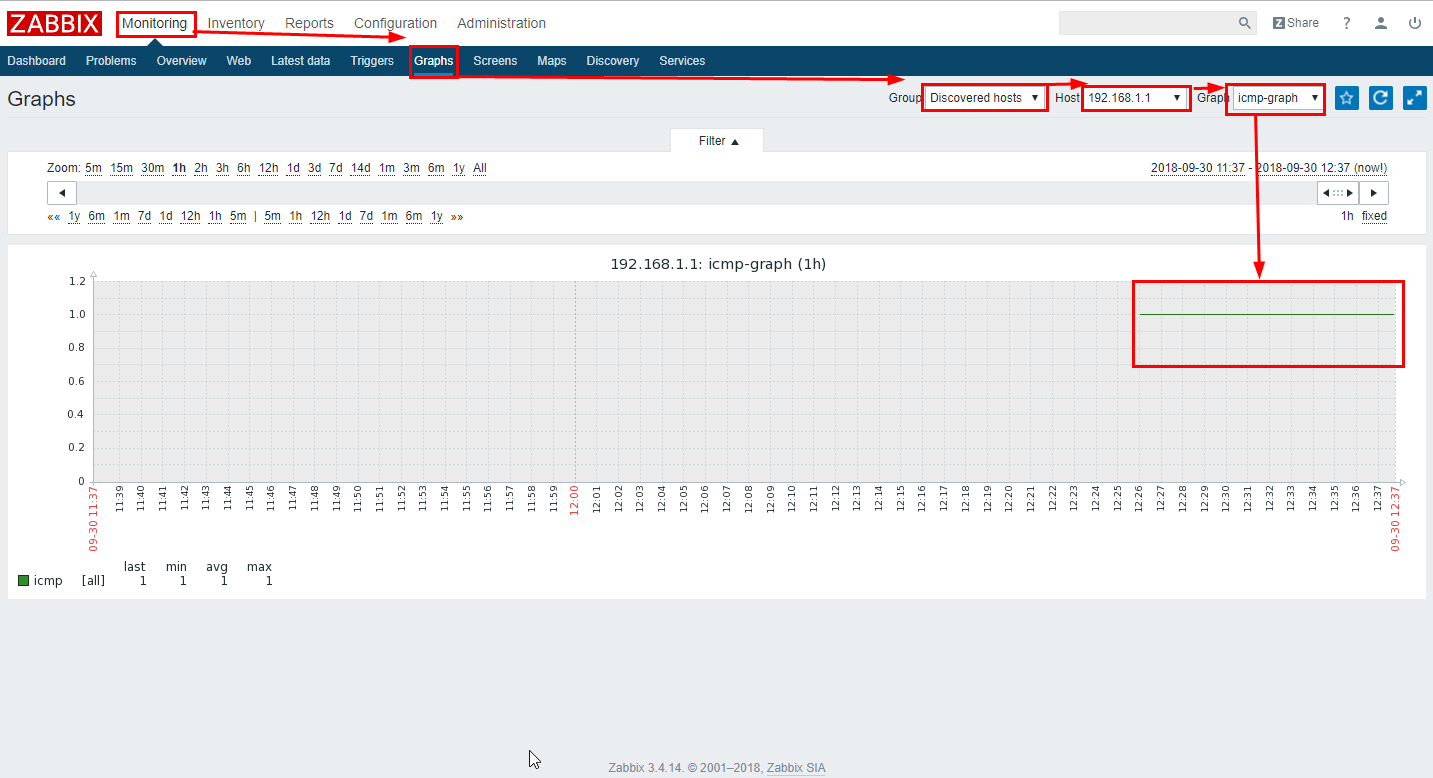 ZABBIX Monitoring Inventory Reports Configuration Administration Z Share ?
Dashboard Problems Overview Web Latest data Triggers Graphs Screens Maps Discovery Services
Graphs Group Discovered hosts Host 192.168.1.1 Graph icmp-graph
Filter
Zoom: 5m 15m 30m 1h 2h 3h 6h 12h 1d 3d 7d 14d 1m 3m 6m 1y All 2018-09-30 11:37 - 2018-09-30 12:37 (now!)
«« 1y 6m 1m 7d 1d 12h 1h 5m | 5m 1h 12h 1d 7d 1m 6m 1y »» 1h fixed
192.168.1.1: icmp-graph (1h)
1.2
1.0
0.8
0.6
0.4
0.2
0
09-30 11:37 11:39 11:40 11:41 11:42 11:43 11:44 11:45 11:46 11:47 11:48 11:49 11:50 11:51 11:52 11:53 11:54 11:55 11:56 11:57 11:58 11:59 12:00 12:01 12:02 12:03 12:04 12:05 12:06 12:07 12:08 12:09 12:10 12:11 12:12 12:13 12:14 12:15 12:16 12:17 12:18 12:19 12:20 12:21 12:22 12:23 12:24 12:25 12:26 12:27 12:28 12:29 12:30 12:31 12:32 12:33 12:34 12:35 12:36 12:37 09-30 12:37
last min avg max
icmp [all] 1 1 1 1
Zabbix 3.4.14. © 2001–2018, Zabbix SIA